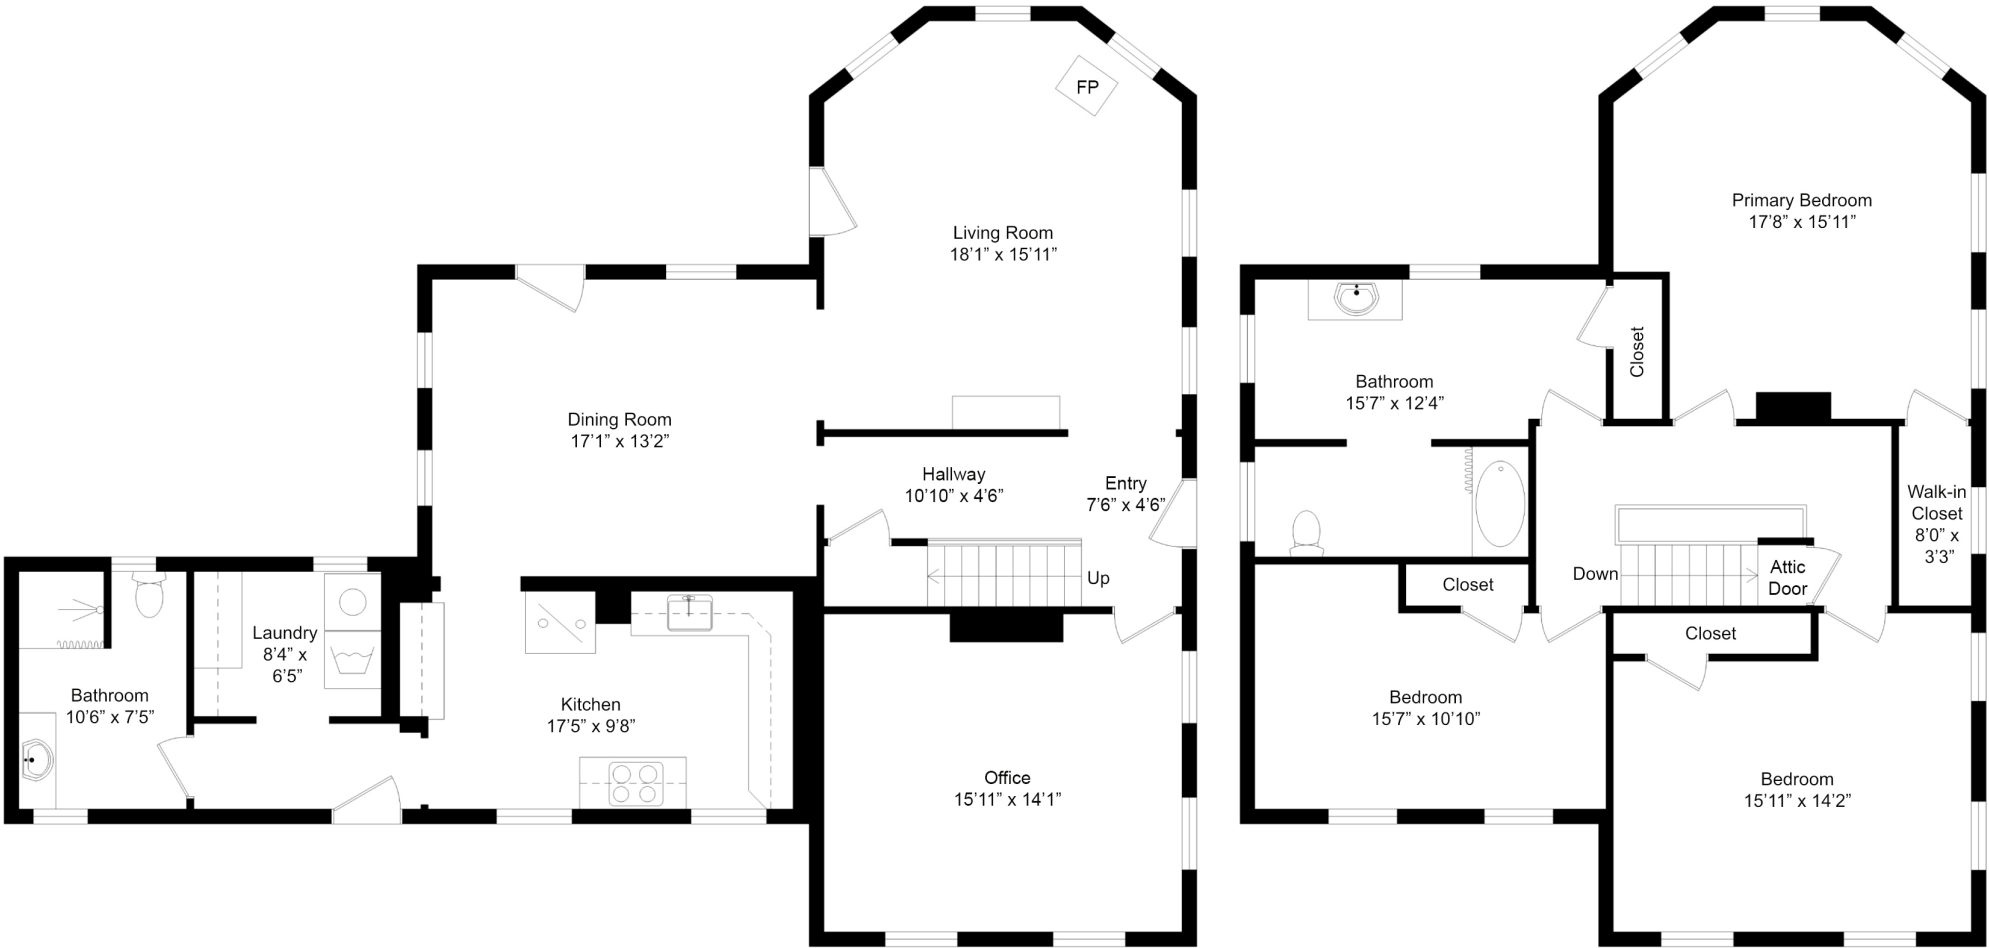 FP
Living Room
18'1" x 15'11"
Dining Room
17'1" x 13'2"
Hallway
10'10" x 4'6"
Entry
7'6" x 4'6"
Up
Laundry
8'4" x
6'5"
Bathroom
10'6" x 7'5"
Kitchen
17'5" x 9'8"
Office
15'11" x 14'1"
Primary Bedroom
17'8" x 15'11"
Closet
Bathroom
15'7" x 12'4"
Walk-in
Closet
8'0" x
3'3"
Down
Attic
Door
Closet
Closet
Bedroom
15'7" x 10'10"
Bedroom
15'11" x 14'2"